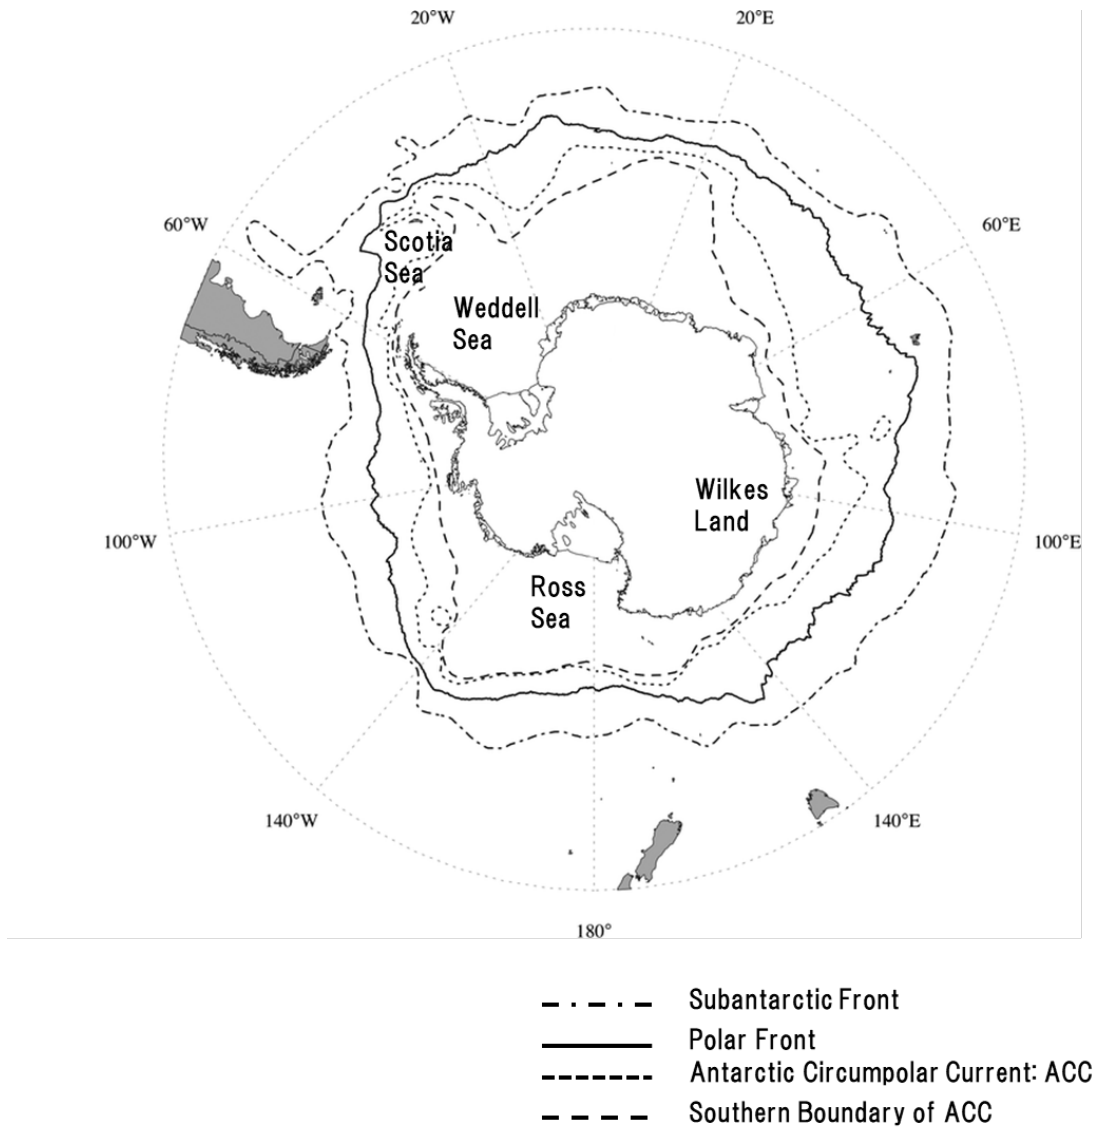 20°W
20°E
60°W
60°E
Scotia
Sea
Weddell
Sea
Wilkes
Land
100°W
100°E
Ross
Sea
140°W
140°E
180°
Subantarctic Front
Polar Front
Antarctic Circumpolar Current: ACC
Southern Boundary of ACC